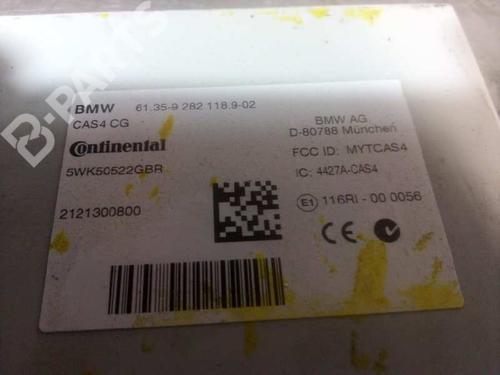 B-PARTS
BMW 61.35-9 282 118.9-02
CAS4 CG
Continental
5WK50522GBR
2121300800
BMW AG
D-80788 München
FCC ID: MYTCAS4
IC: 4427A-CAS4
E1 116RI-00 0056
CE